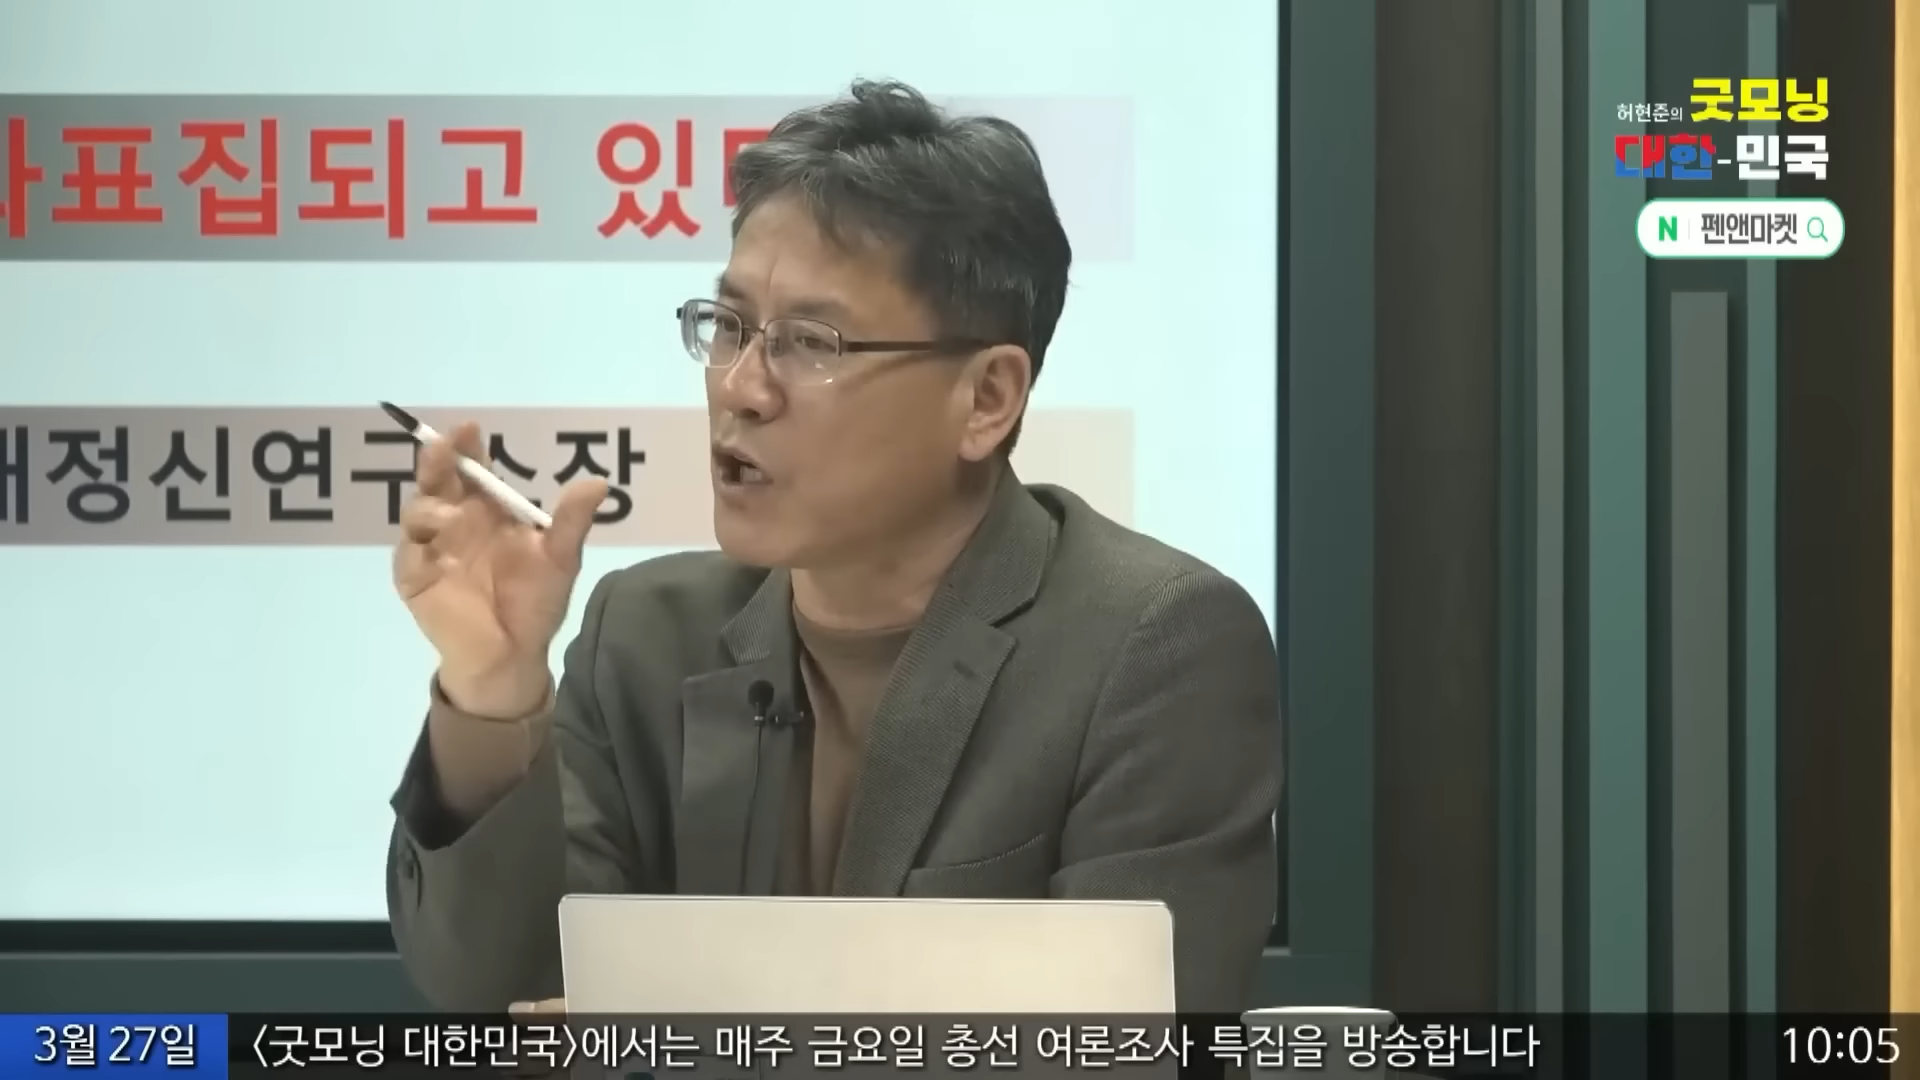 표집되고 있
정신연구소장
허현준의 굿모닝
대한-민국
N 펜앤마켓
3월 27일 〈굿모닝 대한민국〉에서는 매주 금요일 총선 여론조사 특집을 방송합니다 10:05